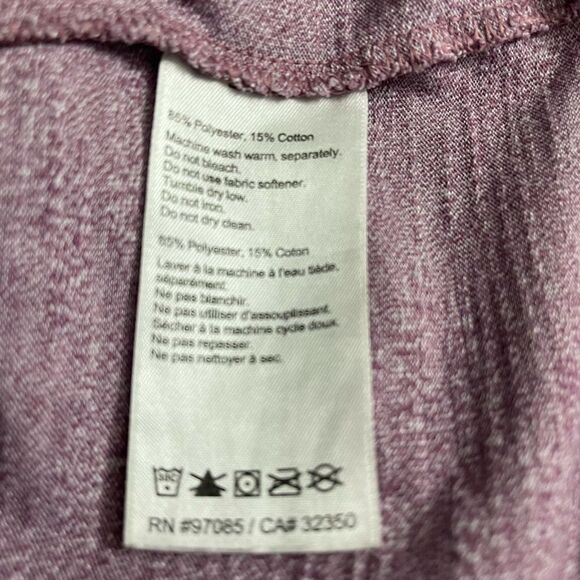 85% Polyester, 15% Cotton
Machine wash warm, separately.
Do not bleach.
Do not use fabric softener.
Tumble dry low.
Do not iron.
Do not dry clean.
85% Polyester, 15% Cotton
Laver à la machine à l'eau tiède,
séparément.
Ne pas blanchir.
Ne pas utiliser d'assouplissant.
Sécher à la machine cycle doux.
Ne pas repasser.
Ne pas nettoyer à sec.
RN #97085 / CA# 32350